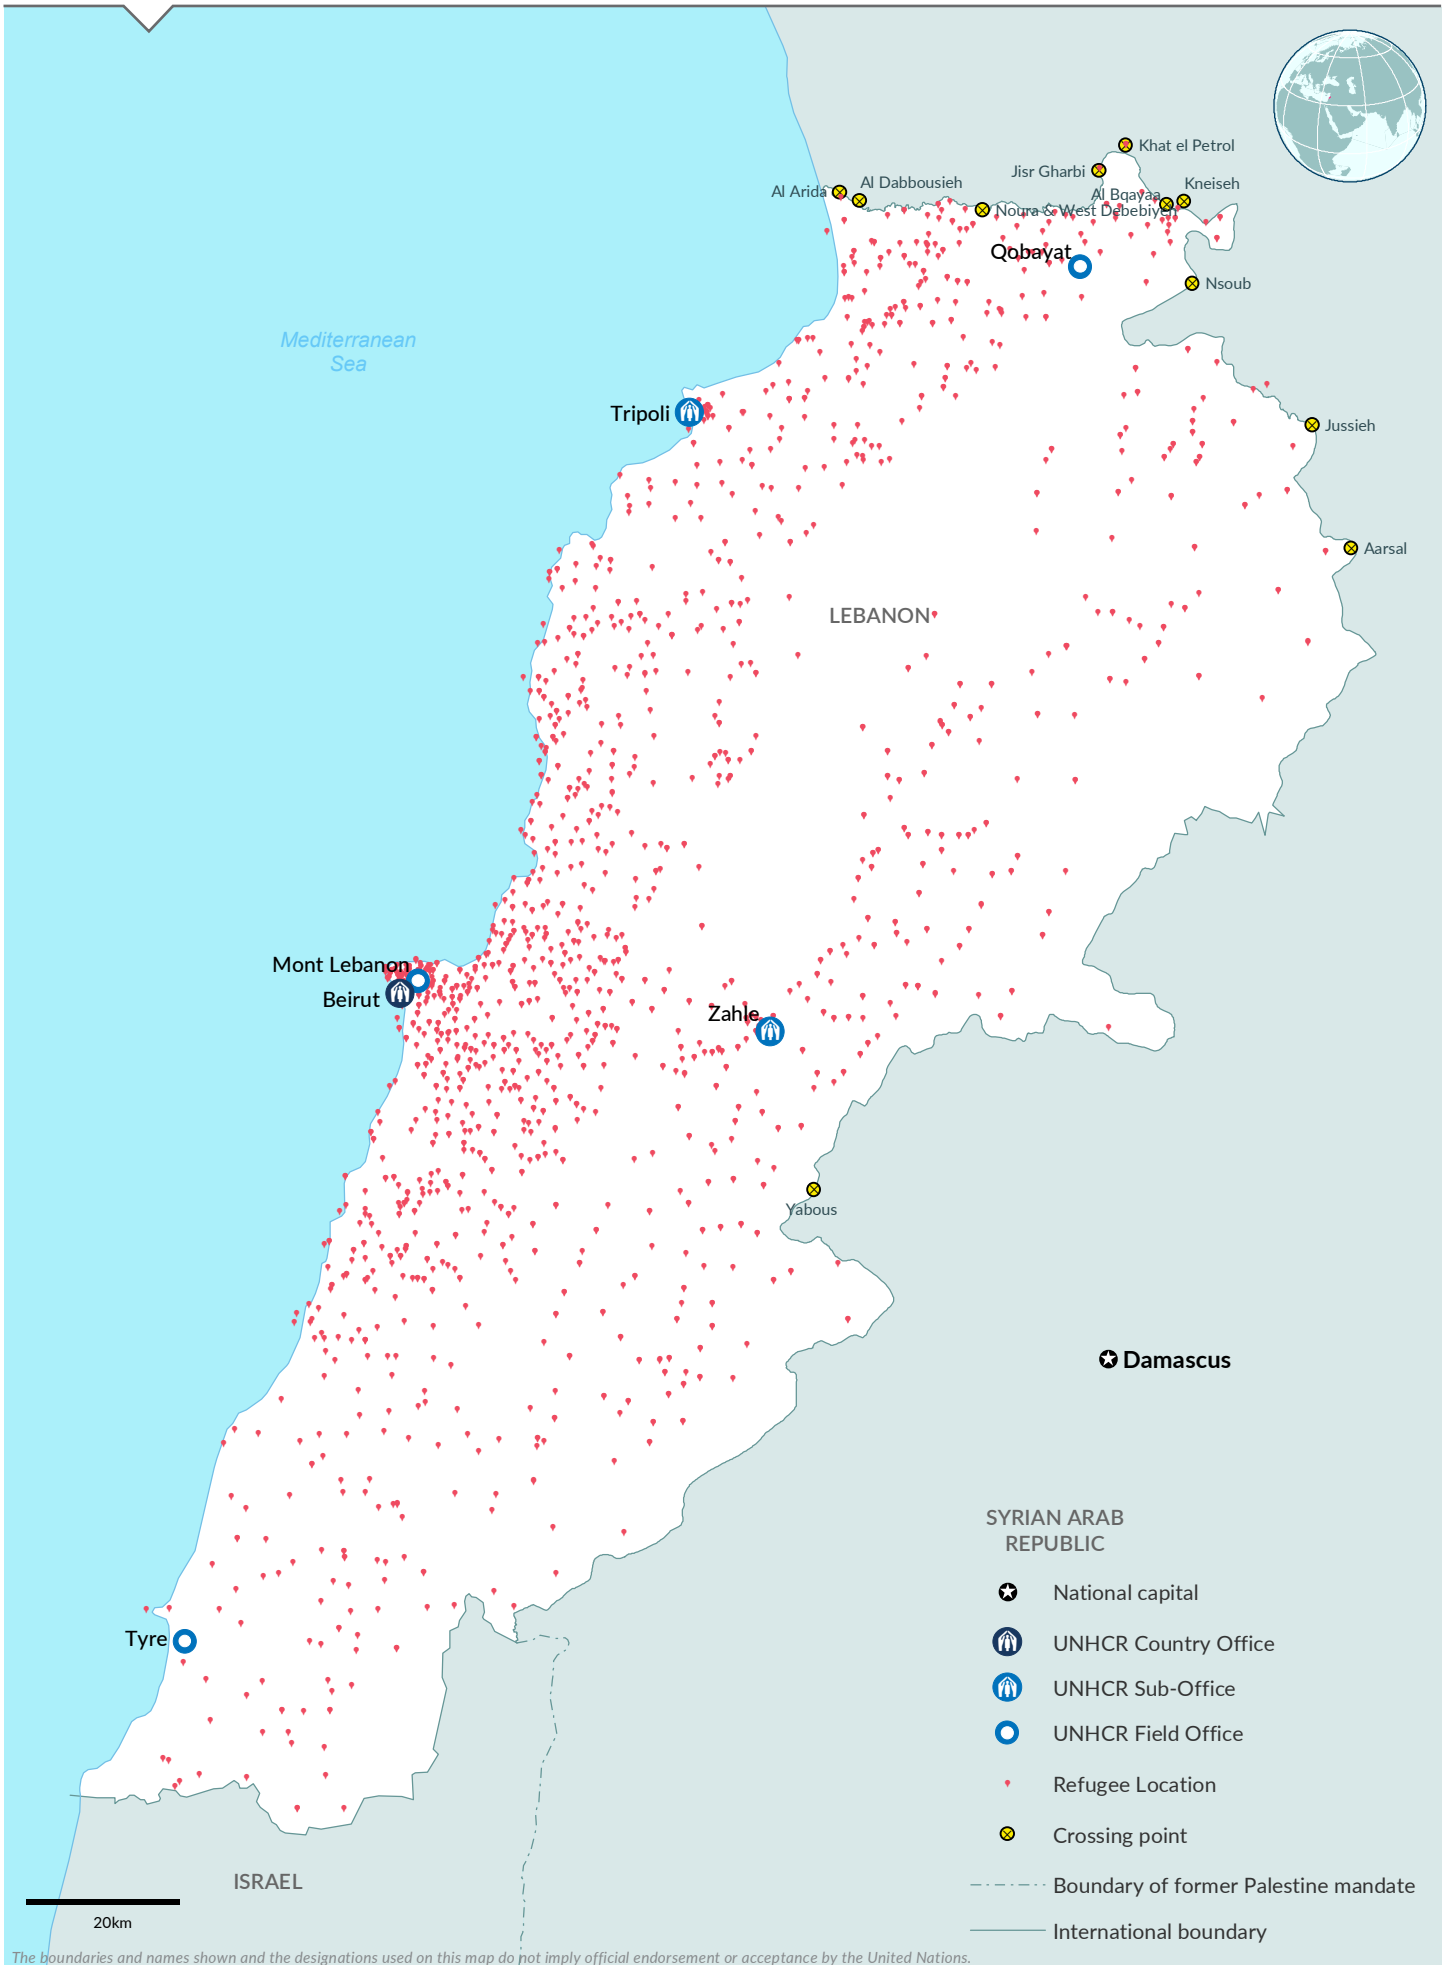 Khat el Petrol
Jisr Gharbi
Al Arida
Al Dabbousieh
Al Bqayaa
Kneiseh
Noura & West Debebiyeh
Qobayat
Nsoub
Mediterranean
Sea
Tripoli
Jussieh
Aarsal
LEBANON
Mont Lebanon
Beirut
Zahle
Yabous
Damascus
SYRIAN ARAB
REPUBLIC
National capital
Tyre
UNHCR Country Office
UNHCR Sub-Office
UNHCR Field Office
Refugee Location
Crossing point
ISRAEL
Boundary of former Palestine mandate
20km
International boundary
The boundaries and names shown and the designations used on this map do not imply official endorsement or acceptance by the United Nations.